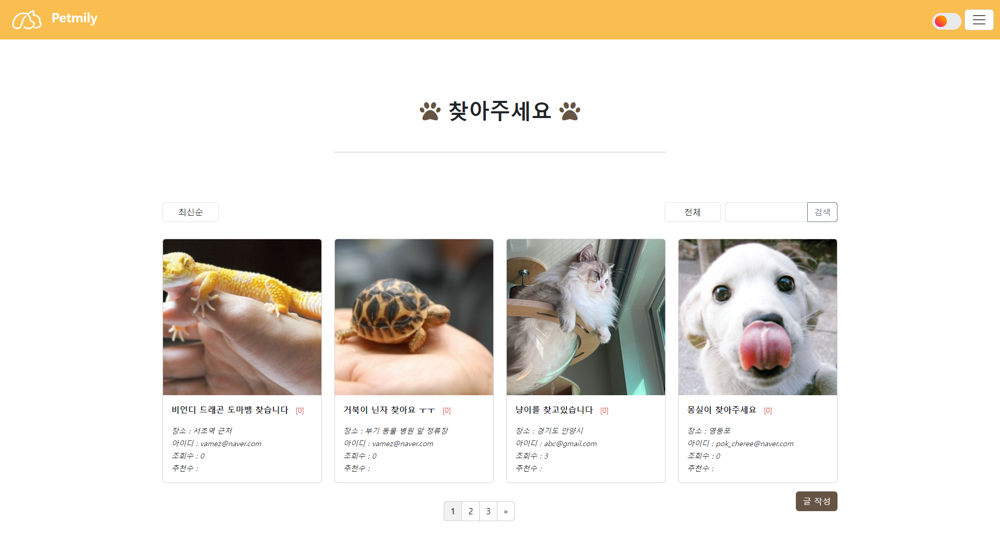 Petmily
찾아주세요
최신순
전체
검색
비언디 드래곤 도마뱀 찾습니다 [0]
장소 : 서초역 근처
아이디 : vamez@naver.com
조회수 : 0
추천수 :
거북이 닌자 찾아요 ㅜㅜ [0]
장소 : 부기 동물 병원 앞 정류장
아이디 : vamez@naver.com
조회수 : 0
추천수 :
냥이를 찾고있습니다 [0]
장소 : 경기도 안양시
아이디 : abc@gmail.com
조회수 : 3
추천수 :
몽실이 찾아주세요 [0]
장소 : 영등포
아이디 : pok_cheree@naver.com
조회수 : 0
추천수 :
글 작성
1 2 3 »